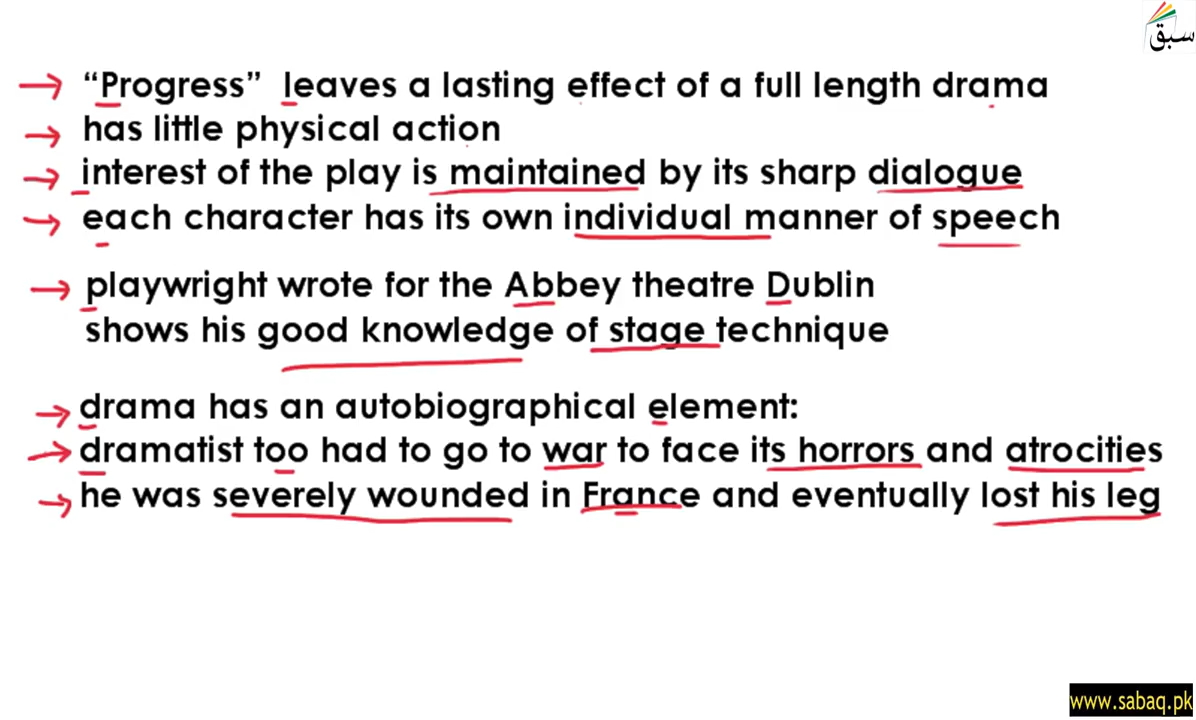 سبق
“Progress” leaves a lasting effect of a full length drama
has little physical action
interest of the play is maintained by its sharp dialogue
each character has its own individual manner of speech
playwright wrote for the Abbey theatre Dublin
shows his good knowledge of stage technique
drama has an autobiographical element:
dramatist too had to go to war to face its horrors and atrocities
he was severely wounded in France and eventually lost his leg
www.sabaq.pk